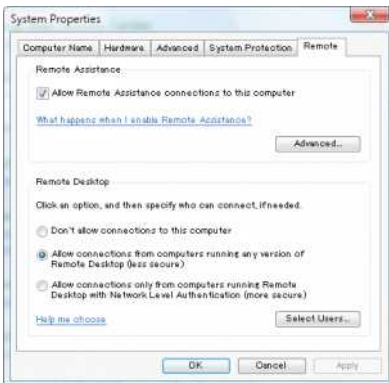 System Properties
Computer Name Hardware Advanced System Protection Remote
Remote Assistance
Allow Remote Assistance connections to this computer
What happens when I enable Remote Assistance?
Advanced...
Remote Desktop
Click an option, and then specify who can connect, if needed.
Don't allow connections to this computer
Allow connections from computers running any version of
Remote Desktop (less secure)
Allow connections only from computers running Remote
Desktop with Network Level Authentication (more secure)
Help me choose
Select Users...
OK Cancel Apply